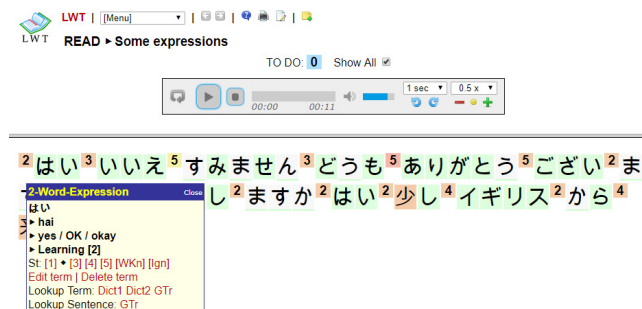 LWT | [Menu] | |
LWT READ ▸ Some expressions
TO DO: 0 Show All
1 sec 0.5 x
00:00 00:11
2はい3いいえ5すみません3どうも5ありがとう5ござい2ま
し2ますか2はい2少し4イギリス2から4
2-Word-Expression Close
はい
▸ hai
▸ yes / OK / okay
▸ Learning [2]
St: [1] ◆ [3] [4] [5] [WKn] [Ign]
Edit term | Delete term
Lookup Term: Dict1 Dict2 GTr
Lookup Sentence: GTr